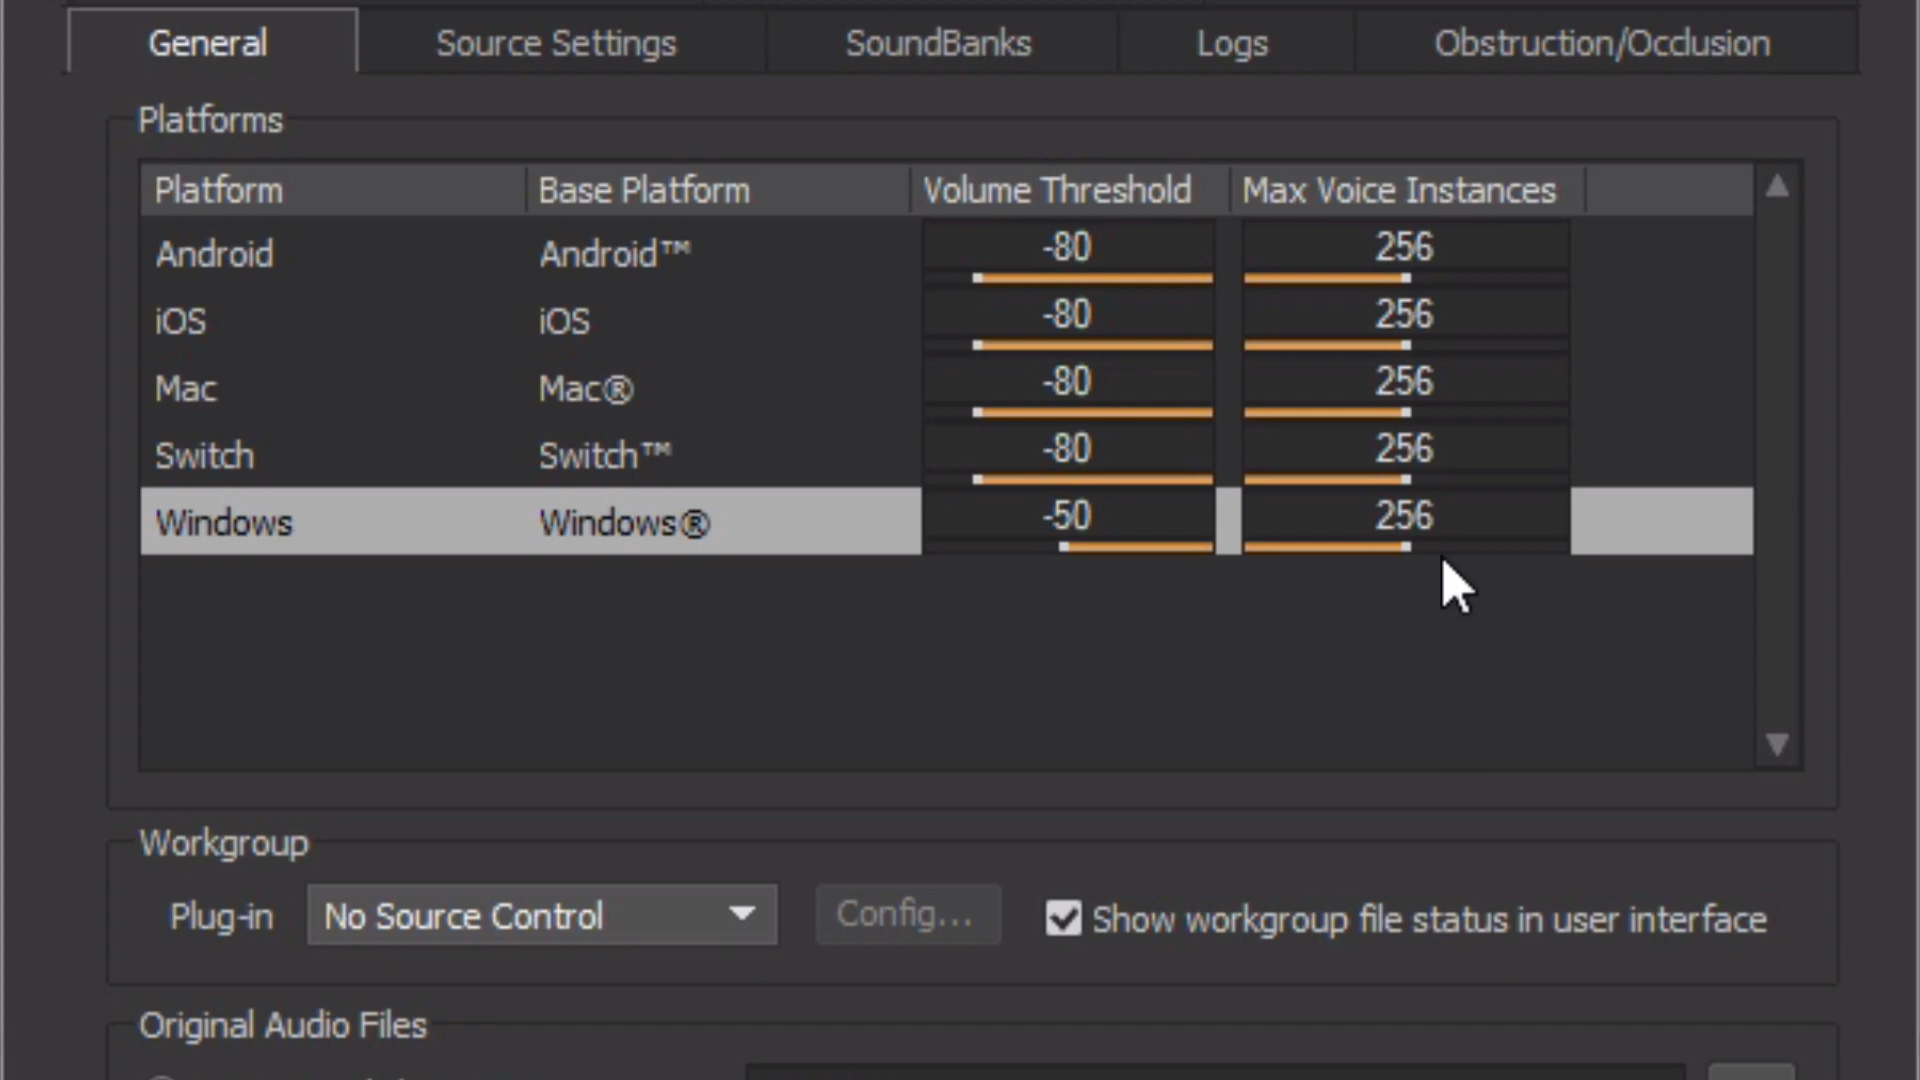 General Source Settings SoundBanks Logs Obstruction/Occlusion
Platforms
Platform Base Platform Volume Threshold Max Voice Instances
Android Android™ -80 256
iOS iOS -80 256
Mac Mac® -80 256
Switch Switch™ -80 256
Windows Windows® -50 256
Workgroup
Plug-in No Source Control Config... Show workgroup file status in user interface
Original Audio Files